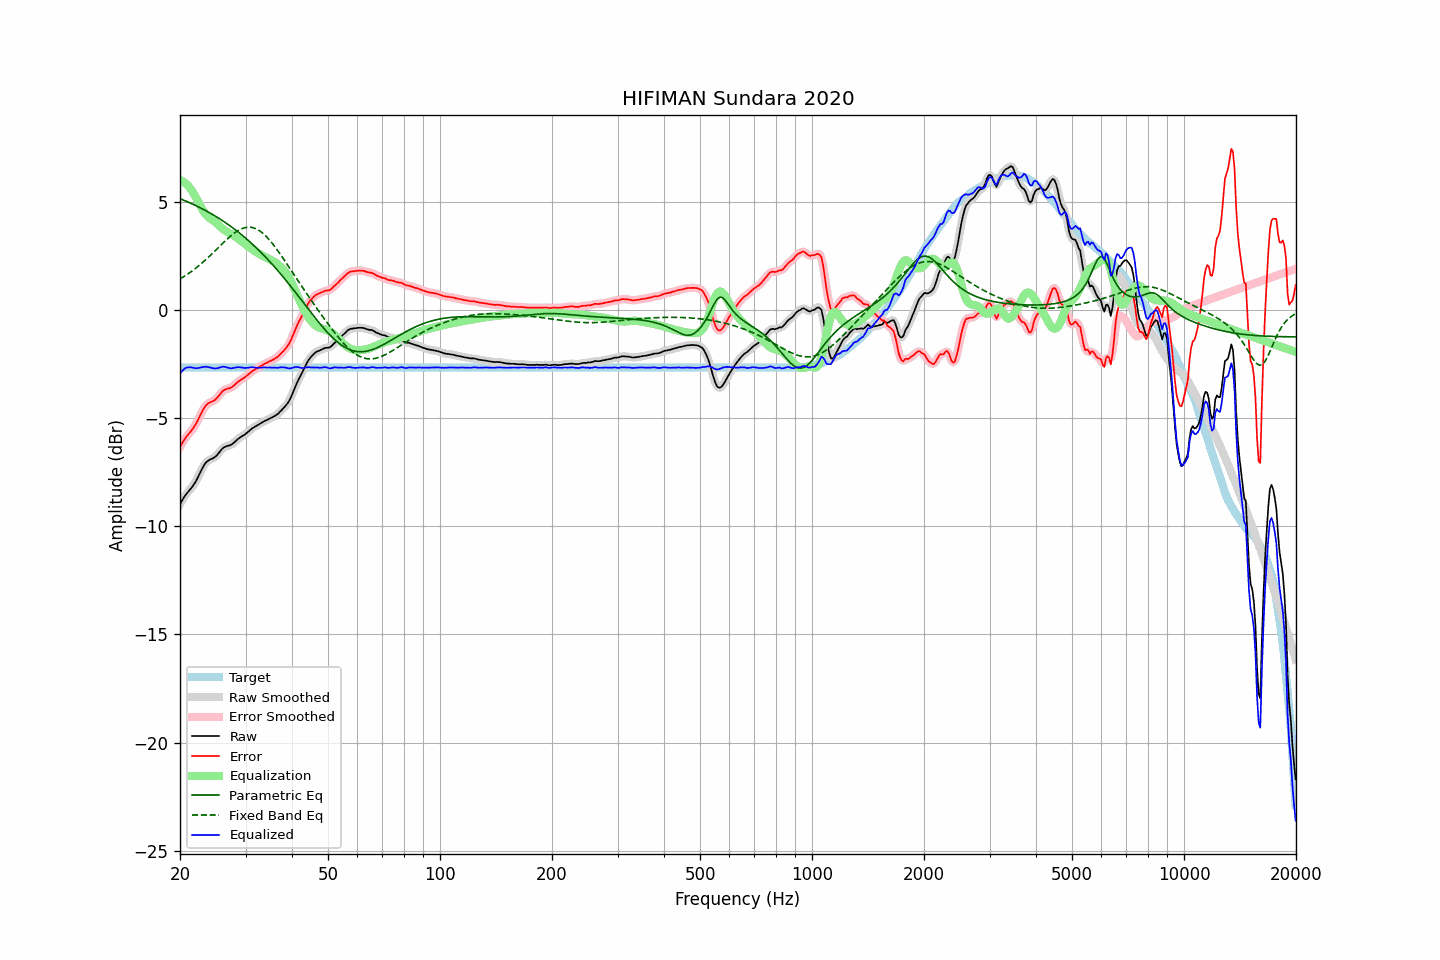 HIFIMAN Sundara 2020
Amplitude (dBr)
5
0
−5
−10
−15
−20
−25
Target
Raw Smoothed
Error Smoothed
Raw
Error
Equalization
Parametric Eq
Fixed Band Eq
Equalized
20 50 100 200 500 1000 2000 5000 10000 20000
Frequency (Hz)